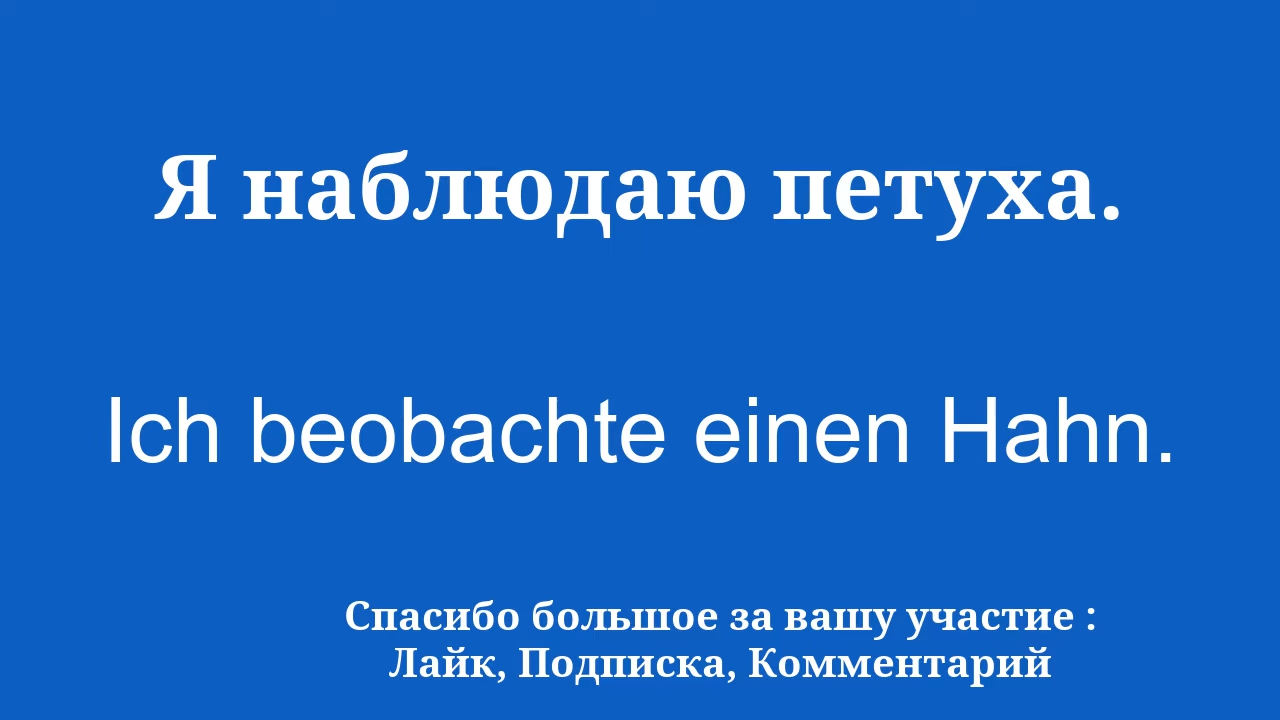 Я наблюдаю петуха.
Ich beobachte einen Hahn.
Спасибо большое за вашу участие :
Лайк, Подписка, Комментарий